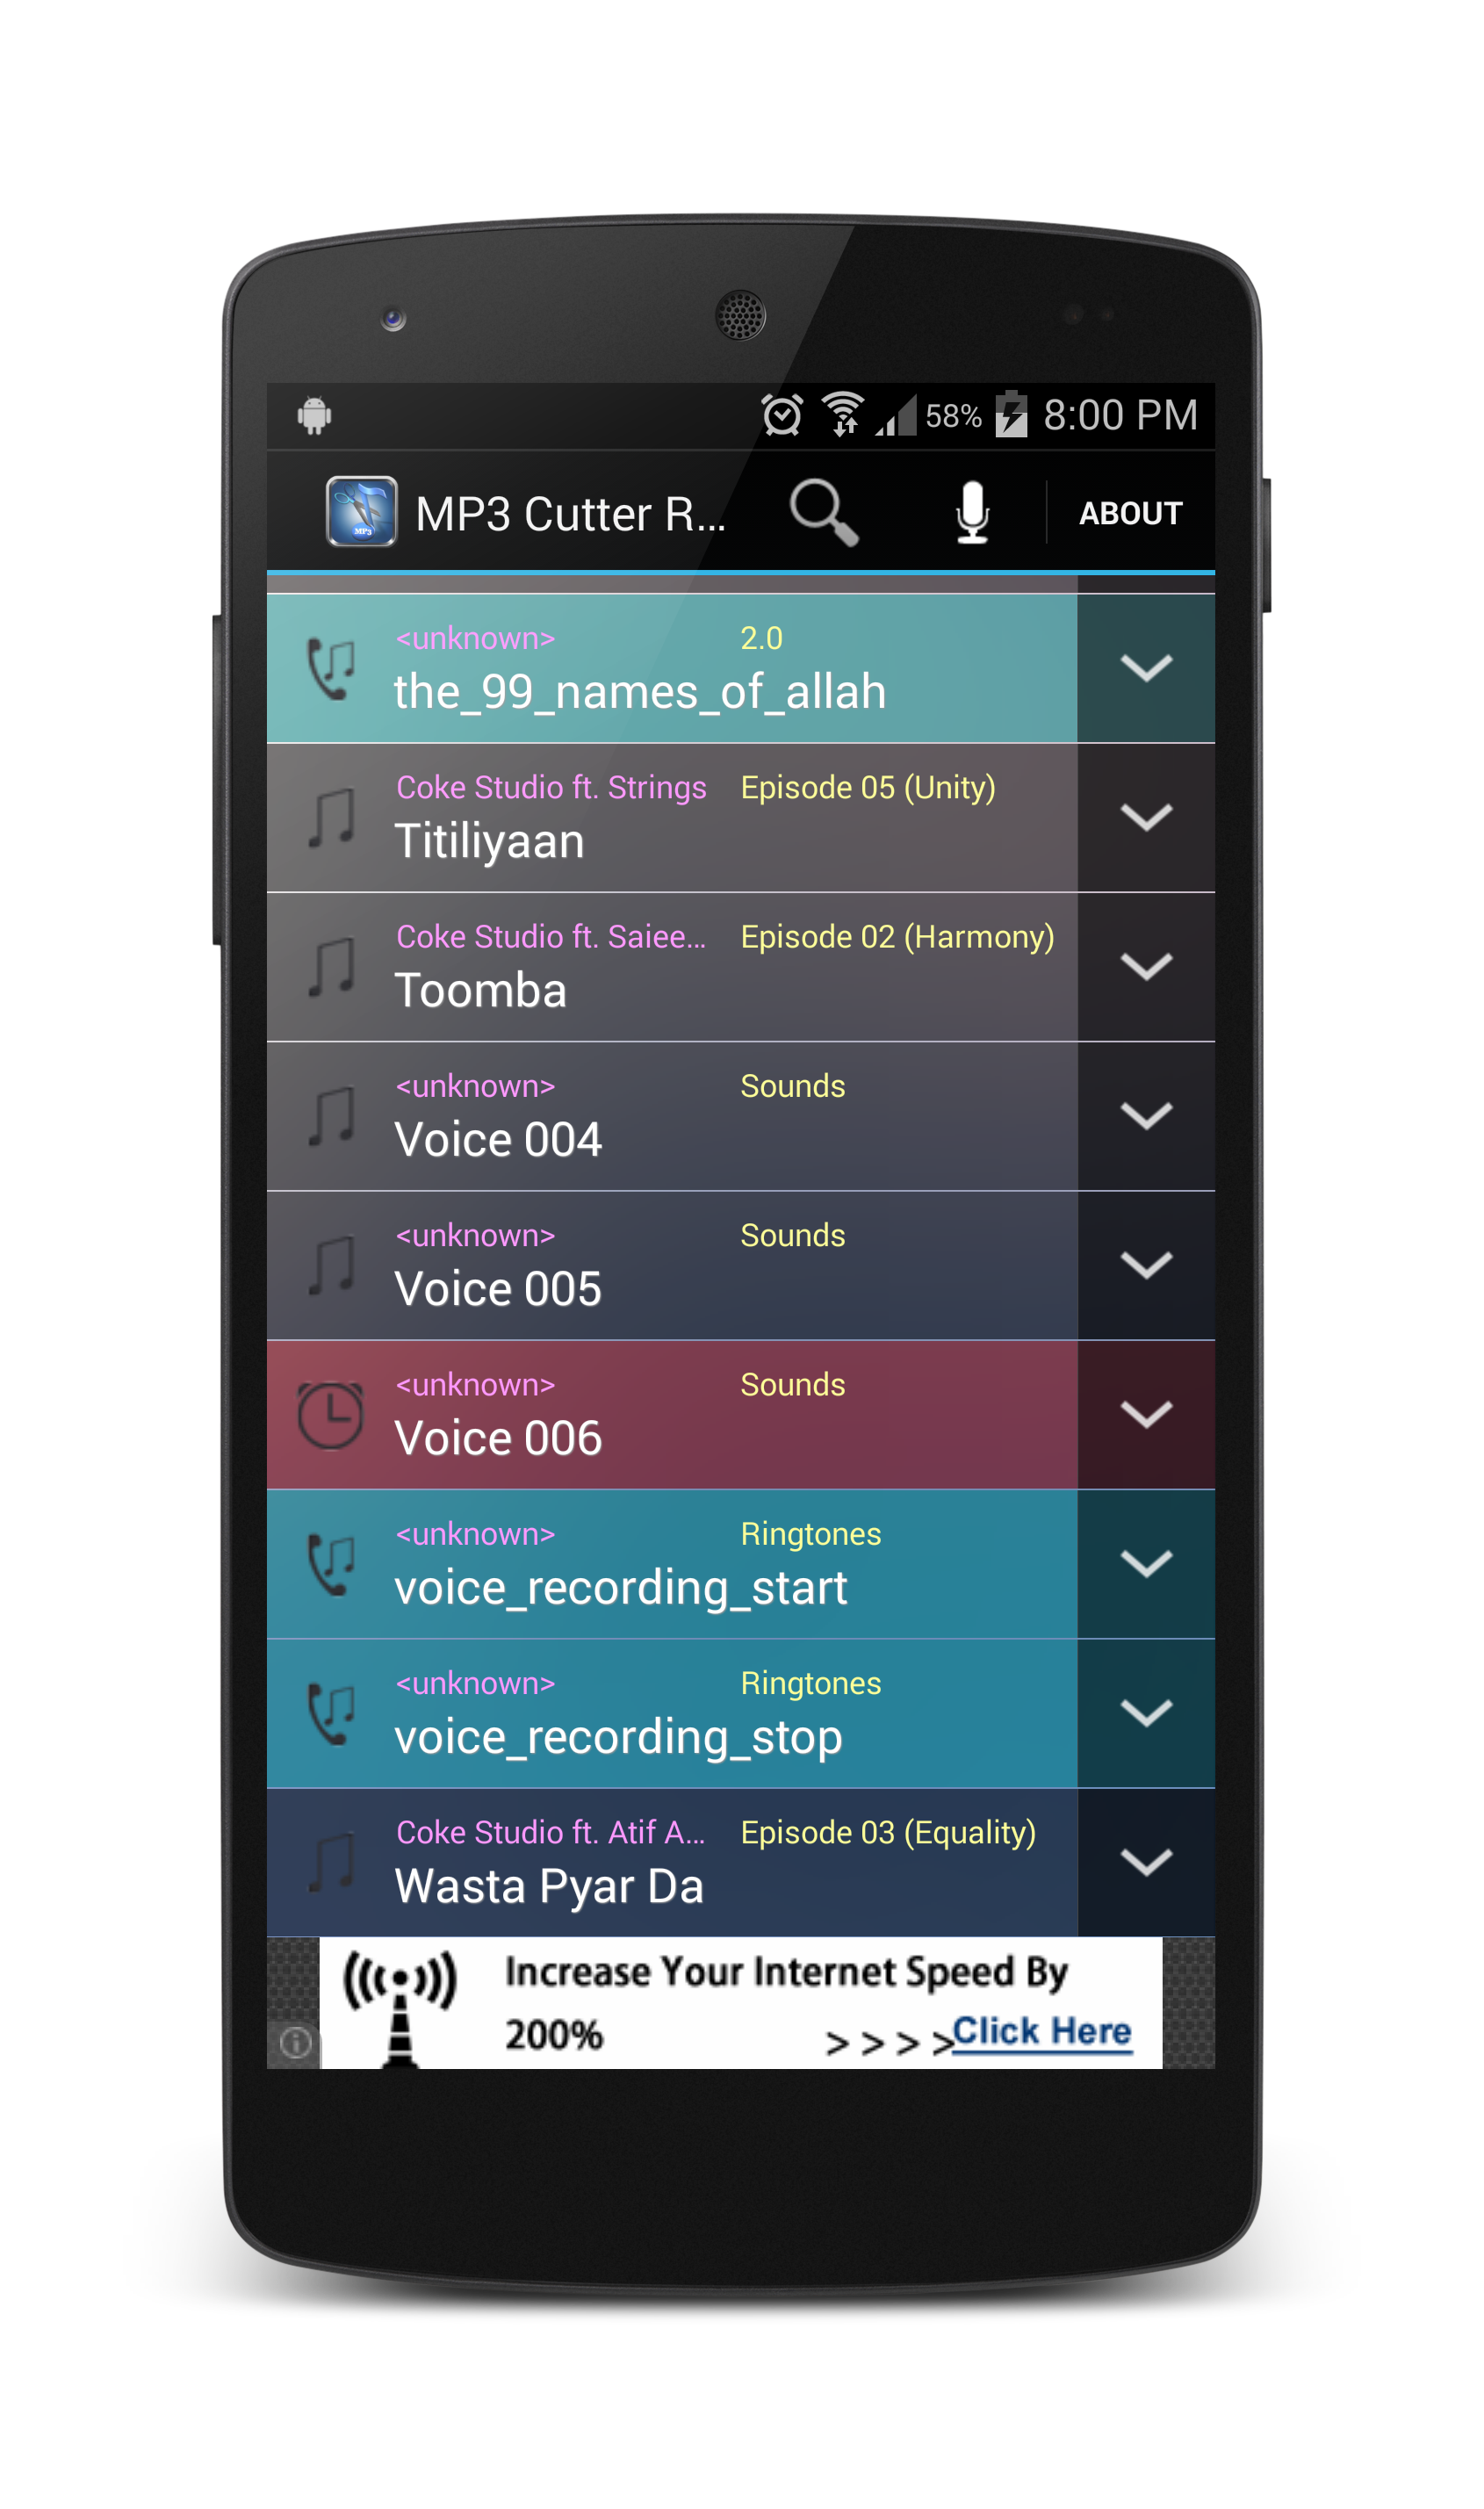 58% 8:00 PM
MP3
MP3 Cutter R... ABOUT
<unknown> 2.0
the_99_names_of_allah
Coke Studio ft. Strings Episode 05 (Unity)
Titiliyaan
Coke Studio ft. Saiee... Episode 02 (Harmony)
Toomba
<unknown> Sounds
Voice 004
<unknown> Sounds
Voice 005
<unknown> Sounds
Voice 006
<unknown> Ringtones
voice_recording_start
<unknown> Ringtones
voice_recording_stop
Coke Studio ft. Atif A... Episode 03 (Equality)
Wasta Pyar Da
Increase Your Internet Speed By
200% > > > >Click Here